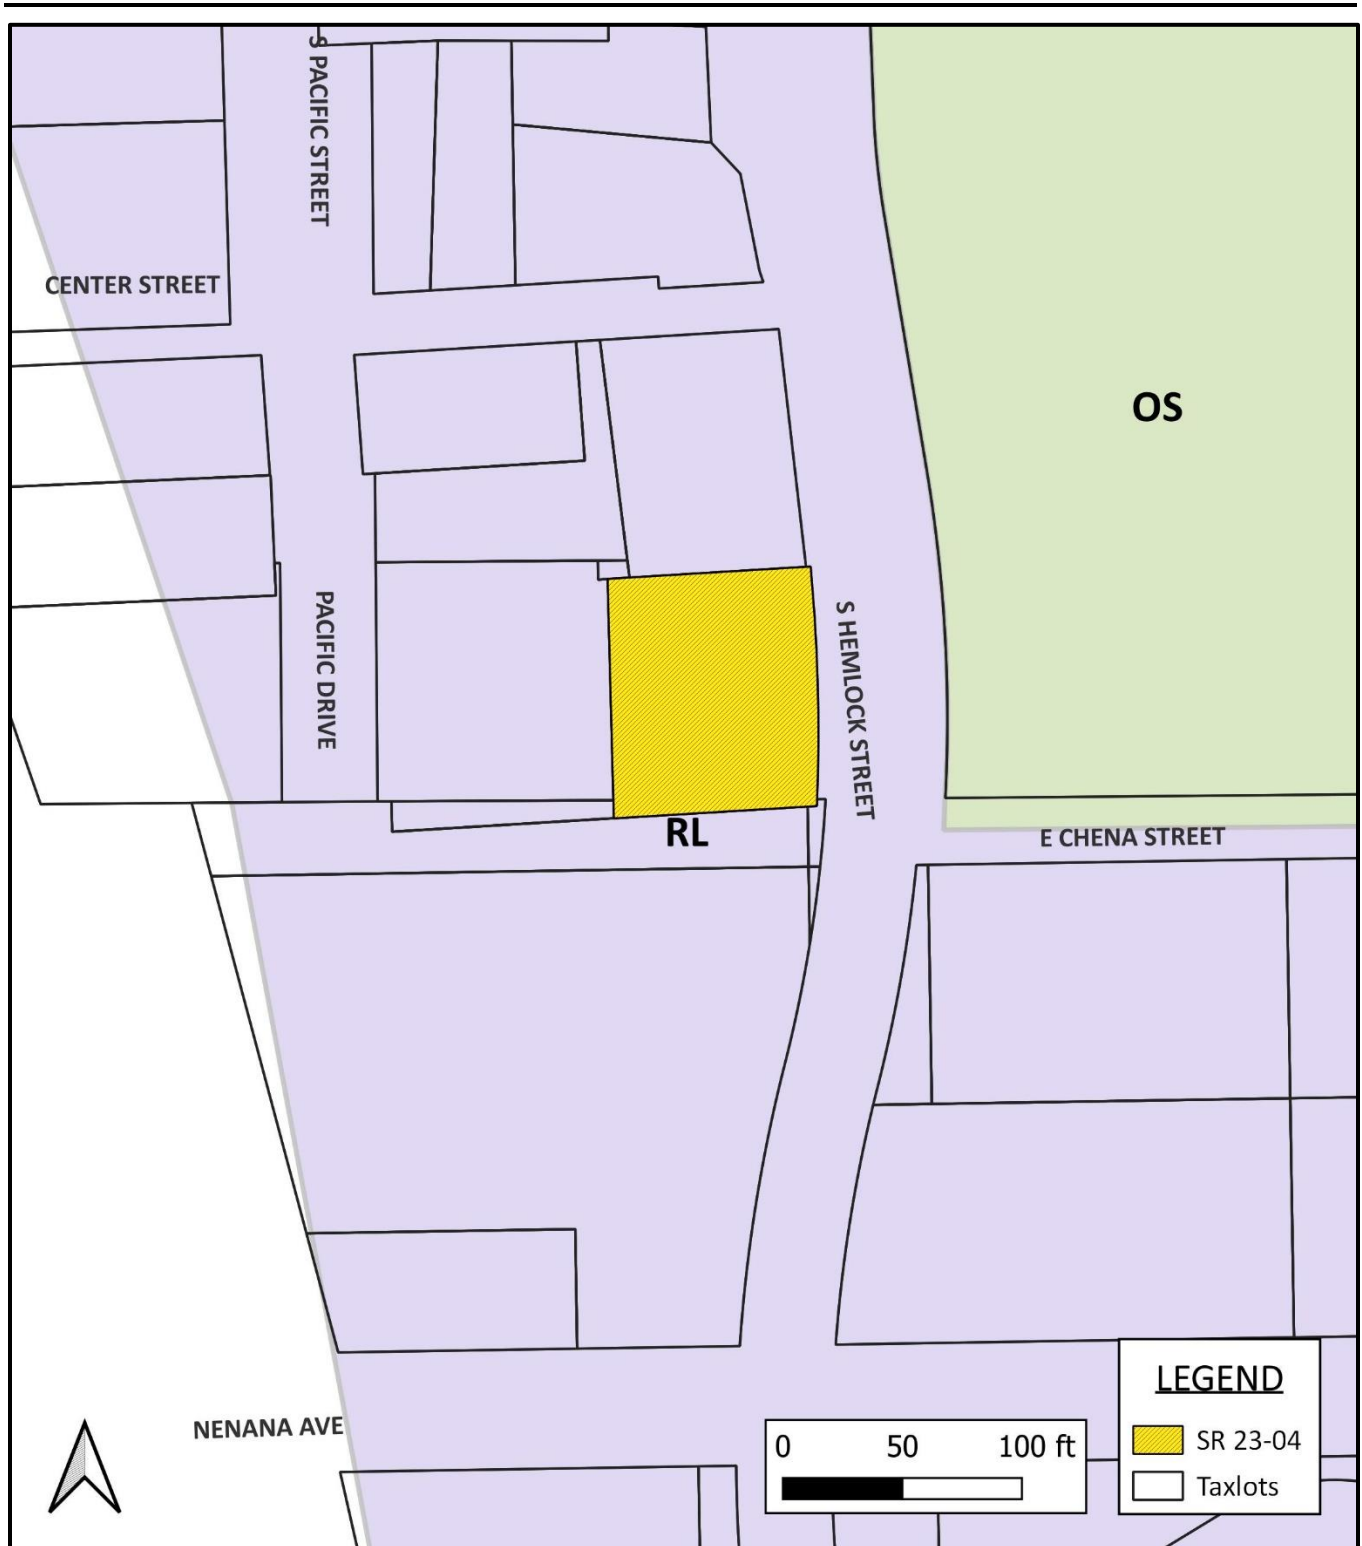 S PACIFIC STREET
CENTER STREET
OS
PACIFIC DRIVE
S HEMLOCK STREET
RL
E CHENA STREET
NENANA AVE
0 50 100 ft
LEGEND
SR 23-04
Taxlots